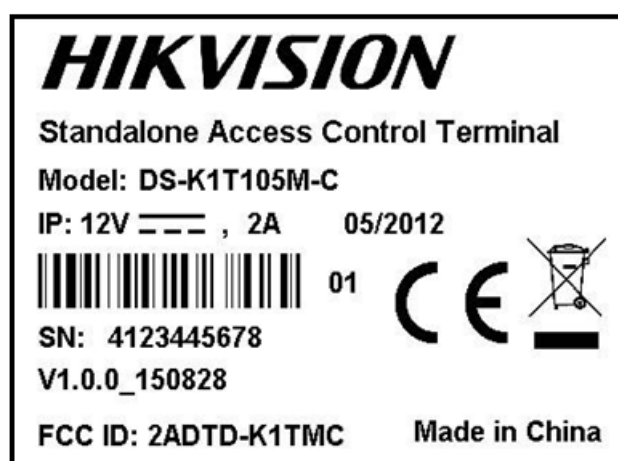 HIKVISION
Standalone Access Control Terminal
Model: DS-K1T105M-C
IP: 12V ⎓ , 2A 05/2012
01
SN: 4123445678
V1.0.0_150828
FCC ID: 2ADTD-K1TMC Made in China